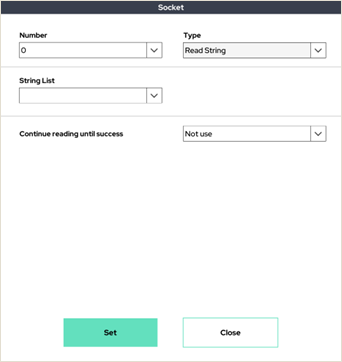 Socket
Number
Type
0
Read String
String List
Continue reading until success
Not use
Set
Close